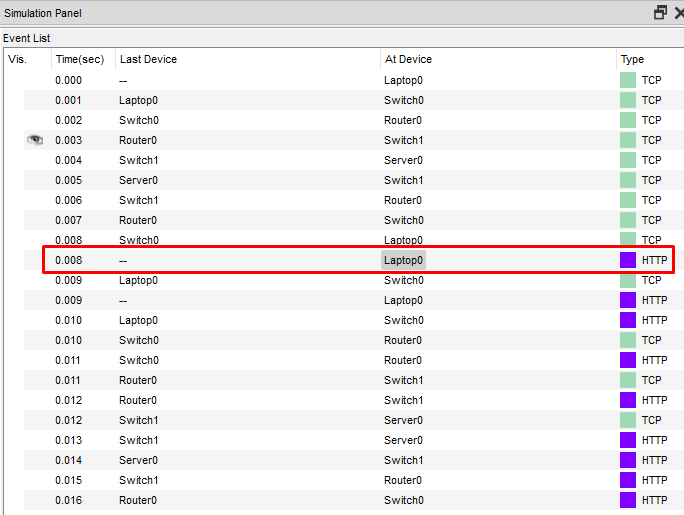 Simulation Panel
Event List
Vis. Time(sec) Last Device At Device Type
0.000 -- Laptop0 TCP
0.001 Laptop0 Switch0 TCP
0.002 Switch0 Router0 TCP
0.003 Router0 Switch1 TCP
0.004 Switch1 Server0 TCP
0.005 Server0 Switch1 TCP
0.006 Switch1 Router0 TCP
0.007 Router0 Switch0 TCP
0.008 Switch0 Laptop0 TCP
0.008 -- Laptop0 HTTP
0.009 Laptop0 Switch0 TCP
0.009 -- Laptop0 HTTP
0.010 Laptop0 Switch0 HTTP
0.010 Switch0 Router0 TCP
0.011 Switch0 Router0 HTTP
0.011 Router0 Switch1 TCP
0.012 Router0 Switch1 HTTP
0.012 Switch1 Server0 TCP
0.013 Switch1 Server0 HTTP
0.014 Server0 Switch1 HTTP
0.015 Switch1 Router0 HTTP
0.016 Router0 Switch0 HTTP